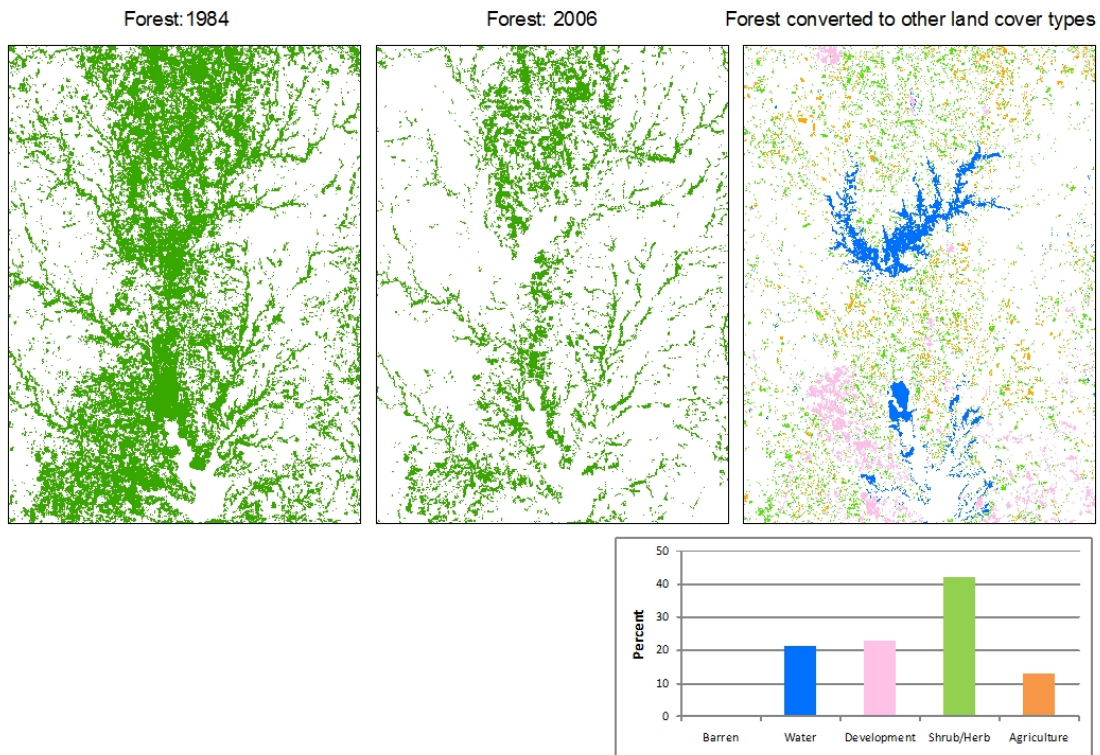 Forest:1984
Forest: 2006
Forest converted to other land cover types
50
40
30
20
10
0
Percent
Barren
Water
Development
Shrub/Herb
Agriculture